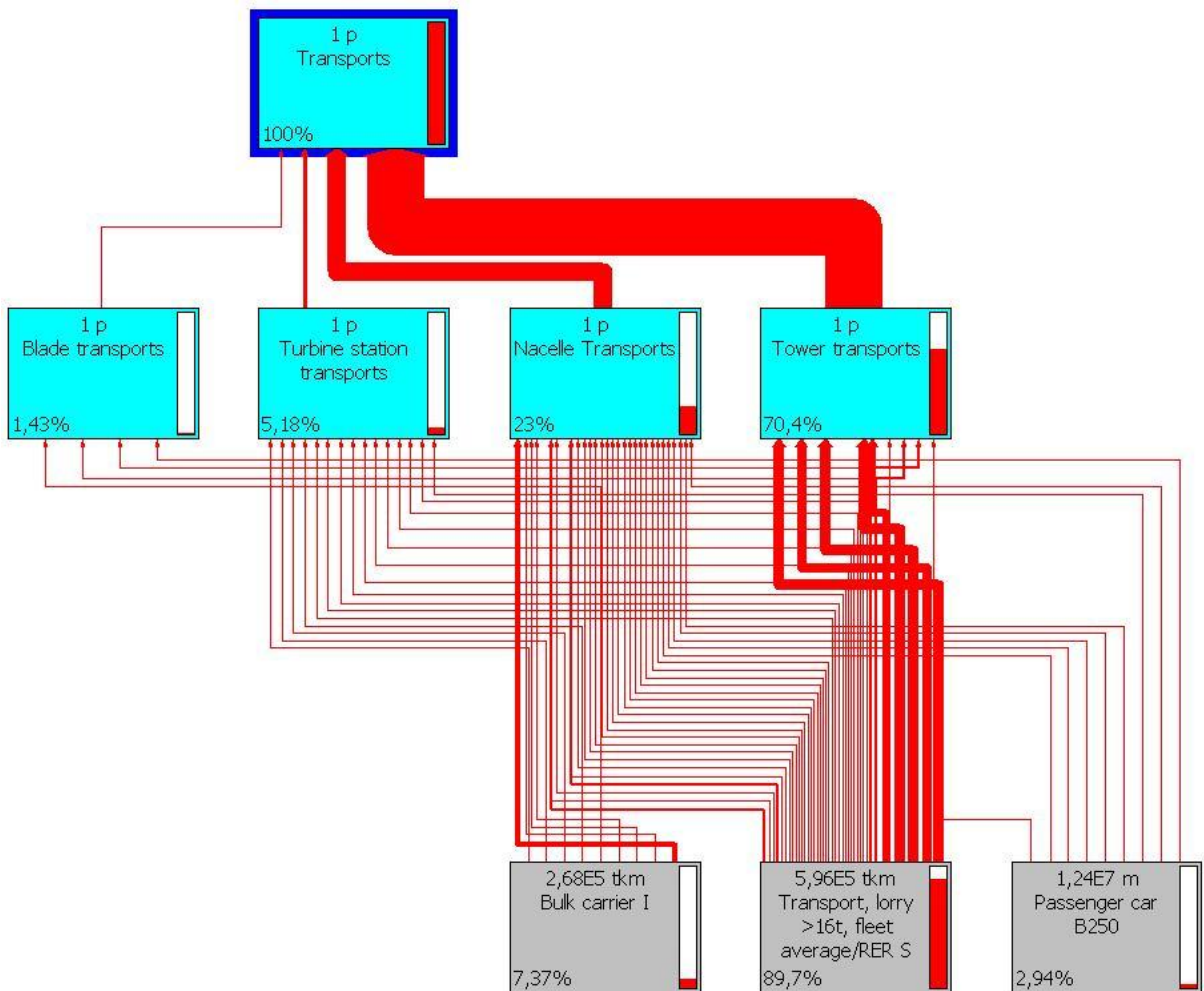 1 p
Transports
100%
1 p
Blade transports
1,43%
1 p
Turbine station
transports
5,18%
1 p
Nacelle Transports
23%
1 p
Tower transports
70,4%
2,68E5 tkm
Bulk carrier I
7,37%
5,96E5 tkm
Transport, lorry
>16t, fleet
average/RER S
89,7%
1,24E7 m
Passenger car
B250
2,94%